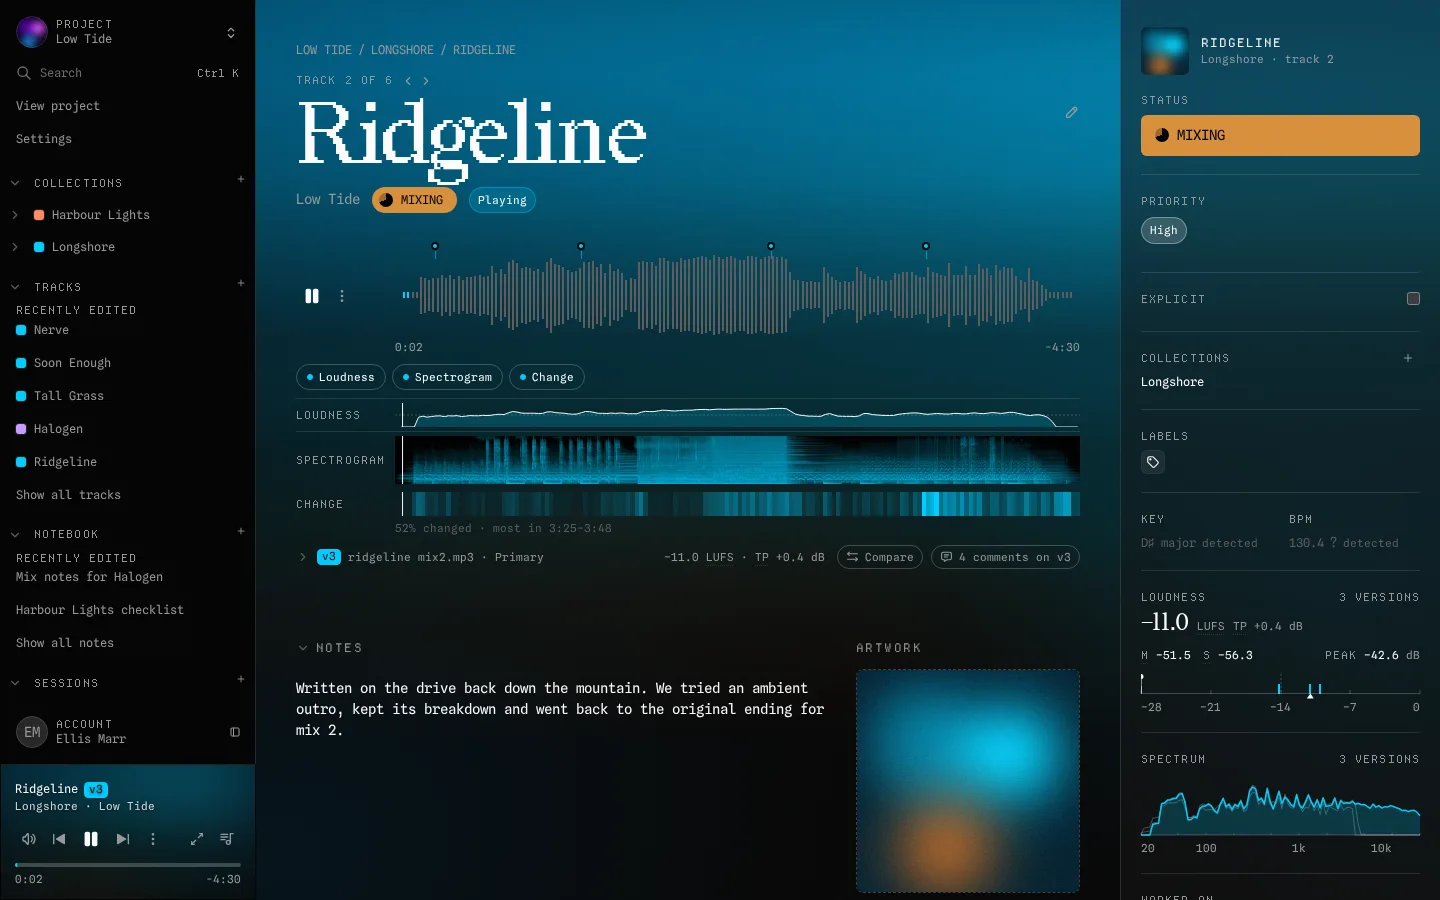 PROJECT
Low Tide
Search Ctrl K
View project
Settings
COLLECTIONS +
Harbour Lights
Longshore
TRACKS +
RECENTLY EDITED
Nerve
Soon Enough
Tall Grass
Halogen
Ridgeline
Show all tracks
NOTEBOOK +
RECENTLY EDITED
Mix notes for Halogen
Harbour Lights checklist
Show all notes
SESSIONS +
EM
ACCOUNT
Ellis Marr
Ridgeline v3
Longshore · Low Tide
0:02 -4:30
LOW TIDE / LONGSHORE / RIDGELINE
TRACK 2 OF 6
Ridgeline
Low Tide MIXING Playing
0:02 -4:30
Loudness Spectrogram Change
LOUDNESS
SPECTROGRAM
CHANGE
52% changed · most in 3:25-3:48
v3 ridgeline mix2.mp3 · Primary -11.0 LUFS · TP +0.4 dB Compare 4 comments on v3
NOTES
Written on the drive back down the mountain. We tried an ambient
outro, kept its breakdown and went back to the original ending for
mix 2.
ARTWORK
RIDGELINE
Longshore · track 2
STATUS
MIXING
PRIORITY
High
EXPLICIT
COLLECTIONS +
Longshore
LABELS
KEY BPM
D♯ major detected 130.4 ? detected
LOUDNESS 3 VERSIONS
-11.0 LUFS TP +0.4 dB
M -51.5 S -56.3 PEAK -42.6 dB
-28 -21 -14 -7 0
SPECTRUM 3 VERSIONS
20 100 1k 10k
WORKED ON